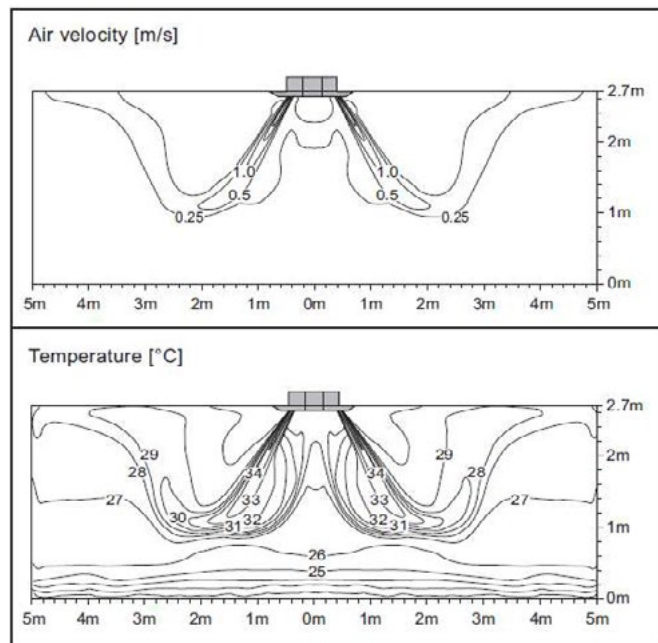 Air velocity [m/s]
2.7m
2m
1.0 1.0
0.5 0.5
0.25 0.25
1m
0m
5m 4m 3m 2m 1m 0m 1m 2m 3m 4m 5m
Temperature [°C]
2.7m
29 29
28 28
2m
34 34
27 33 33 27
30 32 32
31 31
1m
26
25
0m
5m 4m 3m 2m 1m 0m 1m 2m 3m 4m 5m